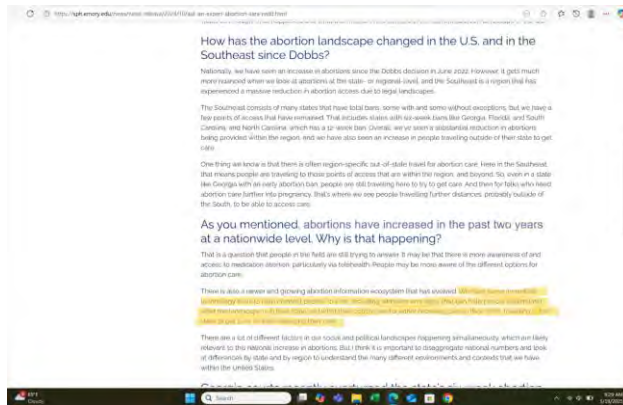 How has the abortion landscape changed in the U.S. and in the
Southeast since Dobbs?
Nationally, we have seen an increase in abortions since the Dobbs decision in June 2022. However, it gets much
more nuanced when we look at abortions at the state- or regional-level, and the Southeast is a region that has
experienced a massive reduction in abortion access due to legal landscapes.
The Southeast consists of many states that have total bans, some with and some without exceptions, but we have a
few points of access that have remained. That includes states with six-week bans like Georgia, Florida, and South
Carolina, and North Carolina, which has a 12-week ban. Overall, we've seen a substantial reduction in abortions
being provided within the region, and we have also seen an increase in people traveling outside of their state to get
care.
One thing we know is that there is often region-specific out-of-state travel for abortion care. Here in the Southeast,
that means people are traveling to those points of access that are within the region, and beyond. So, even in a state
like Georgia with an early abortion ban, people are still traveling here to try to get care. And then for folks who need
abortion care further into pregnancy, that's where we see people travelling further distances, probably outside of
the South, to be able to access care.
As you mentioned, abortions have increased in the past two years
at a nationwide level. Why is that happening?
That is a question that people in the field are still trying to answer. It may be that there is more awareness of and
access to medication abortion, particularly via telehealth. People may be more aware of the different options for
abortion care.
There is also a newer and growing abortion information ecosystem that has evolved.
There are a lot of different factors in our social and political landscapes happening simultaneously, which are likely
relevant to this national increase in abortions. But I think it is important to disaggregate national numbers and look
at differences by state and by region to understand the many different environments and contexts that we have
within the United States.
Search